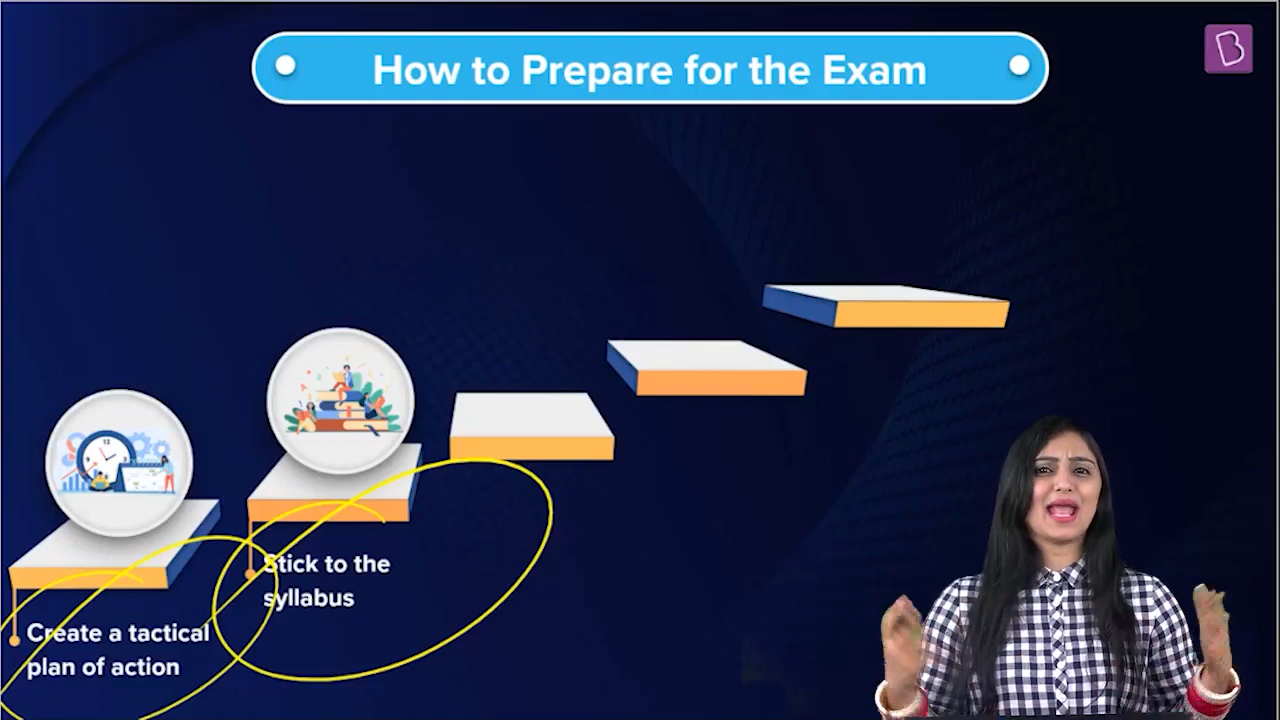 How to Prepare for the Exam
Stick to the
syllabus
Create a tactical
plan of action